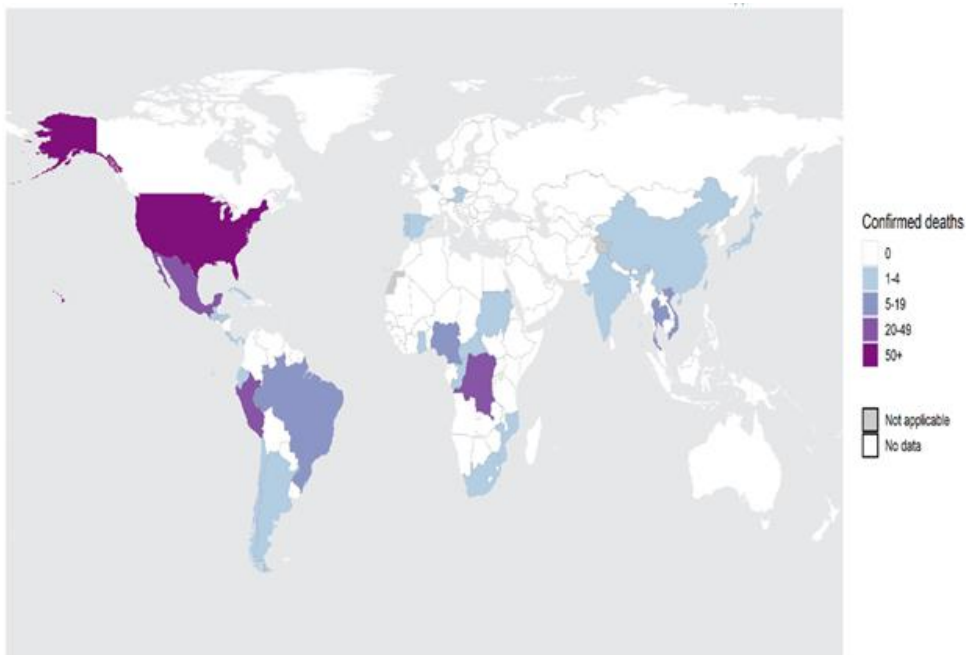 Confirmed deaths
0
1-4
5-19
20-49
50+
Not applicable
No data